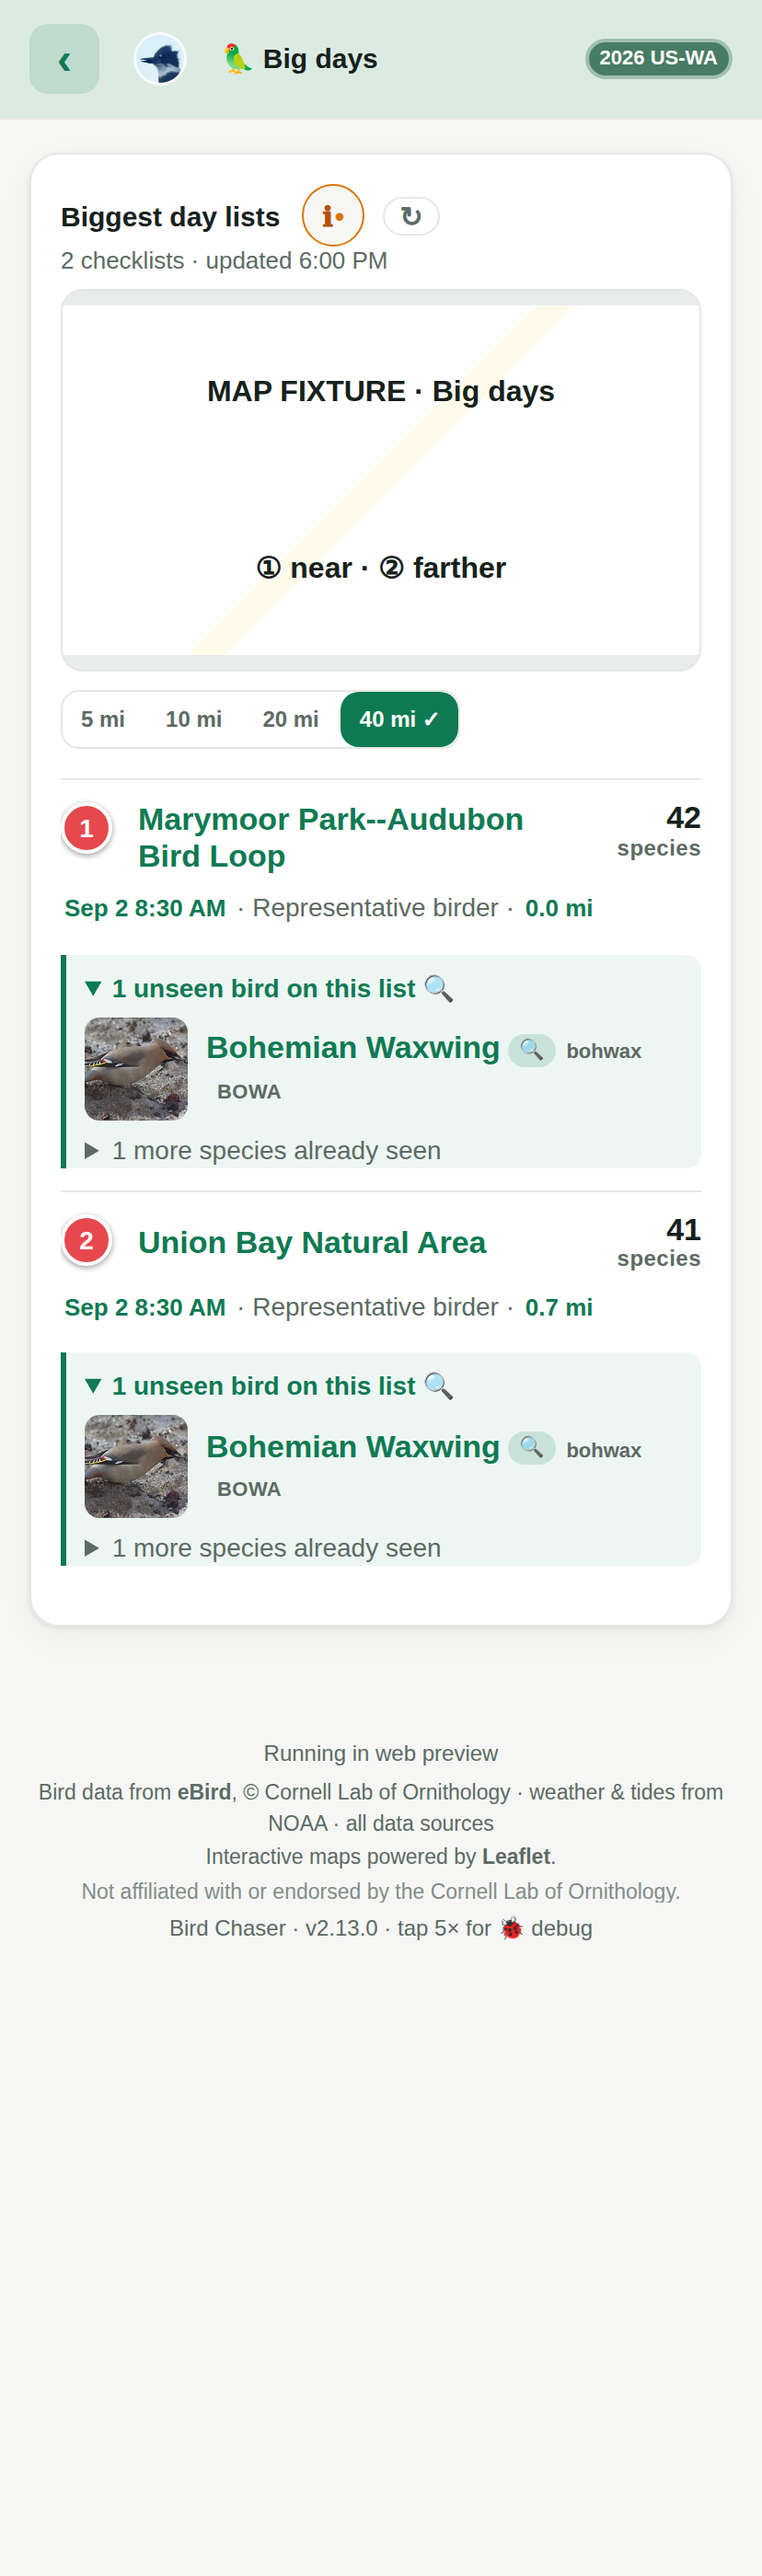 ‹ 🦜 Big days 2026 US-WA
Biggest day lists ℹ• ↻
2 checklists · updated 6:00 PM
MAP FIXTURE · Big days
① near · ② farther
5 mi 10 mi 20 mi 40 mi ✓
1 Marymoor Park--Audubon Bird Loop 42 species
Sep 2 8:30 AM · Representative birder · 0.0 mi
▼ 1 unseen bird on this list 🔍
Bohemian Waxwing 🔍 bohwax
BOWA
▶ 1 more species already seen
2 Union Bay Natural Area 41 species
Sep 2 8:30 AM · Representative birder · 0.7 mi
▼ 1 unseen bird on this list 🔍
Bohemian Waxwing 🔍 bohwax
BOWA
▶ 1 more species already seen
Running in web preview
Bird data from eBird, © Cornell Lab of Ornithology · weather & tides from
NOAA · all data sources
Interactive maps powered by Leaflet.
Not affiliated with or endorsed by the Cornell Lab of Ornithology.
Bird Chaser · v2.13.0 · tap 5× for 🐞 debug